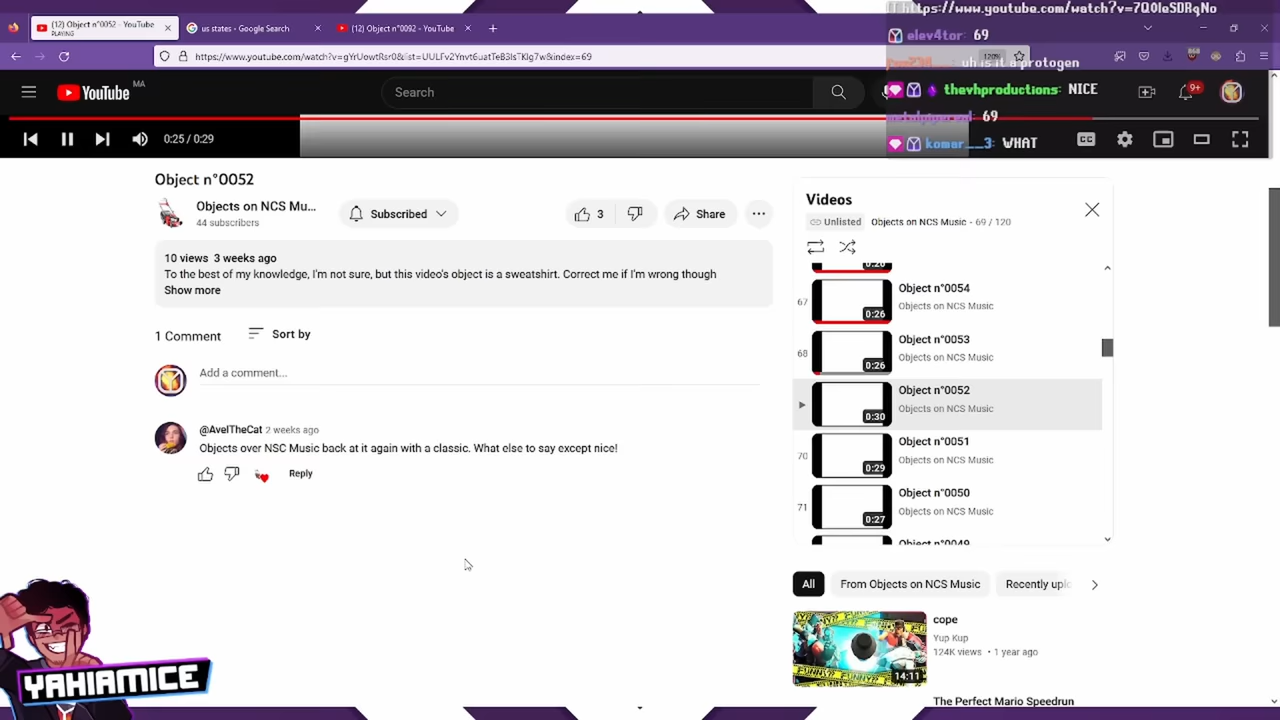 https://www.youtube.com/watch?v=7Q0leSDRqNo
(12) Object n°0052 - YouTube
PLAYING
us states - Google Search
(12) Object n°0092 - YouTube
elev4tor: 69
https://www.youtube.com/watch?v=gYrUowtRsr0&list=UULFv2Ynvt6uatTeB3IsTKlg7w&index=69
120%
uh is it a protogen
YouTube
MA
Search
9+
thevhproductions: NICE
69
komar__3: WHAT
0:25 / 0:29
CC
Object n°0052
Objects on NCS Mu...
44 subscribers
Subscribed
3
Share
10 views 3 weeks ago
To the best of my knowledge, I'm not sure, but this video's object is a sweatshirt. Correct me if I'm wrong though
Show more
1 Comment
Sort by
Add a comment...
@AvelTheCat 2 weeks ago
Objects over NSC Music back at it again with a classic. What else to say except nice!
Reply
Videos
Unlisted
Objects on NCS Music - 69 / 120
0:26
67
0:26
Object n°0054
Objects on NCS Music
68
0:26
Object n°0053
Objects on NCS Music
0:30
Object n°0052
Objects on NCS Music
70
0:29
Object n°0051
Objects on NCS Music
71
0:27
Object n°0050
Objects on NCS Music
Object n°0049
All
From Objects on NCS Music
Recently uplo
14:11
cope
Yup Kup
124K views • 1 year ago
The Perfect Mario Speedrun
YAHIAMICE